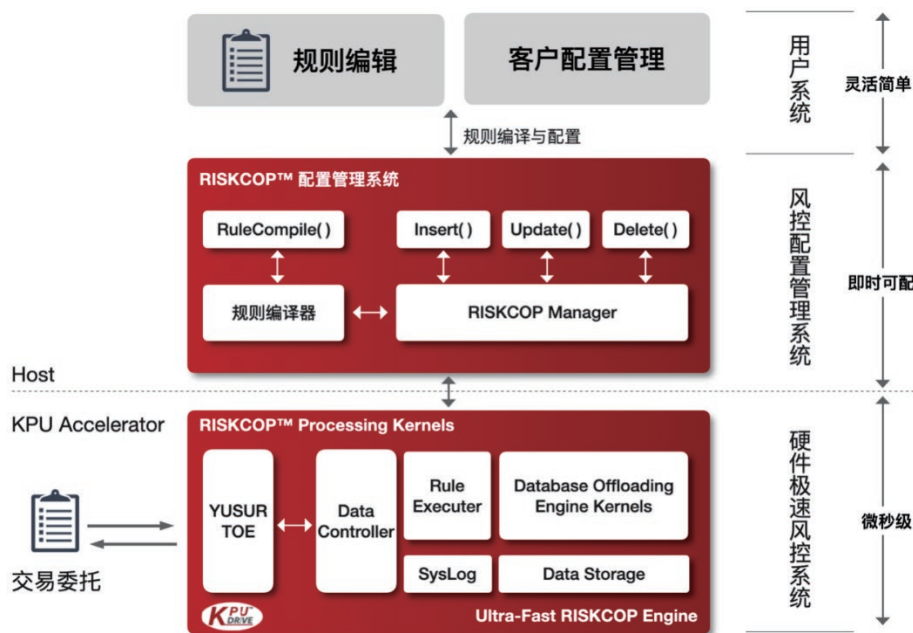 规则编辑
客户配置管理
用户系统
灵活简单
规则编译与配置
RISKCOP™ 配置管理系统
RuleCompile( )
Insert( )
Update( )
Delete( )
规则编译器
RISKCOP Manager
风控配置管理系统
即时可配
Host
KPU Accelerator
RISKCOP™ Processing Kernels
YUSUR
TOE
Data
Controller
Rule
Executer
Database Offloading
Engine Kernels
SysLog
Data Storage
交易委托
硬件极速风控系统
微秒级
KPU™
DRIVE
Ultra-Fast RISKCOP Engine